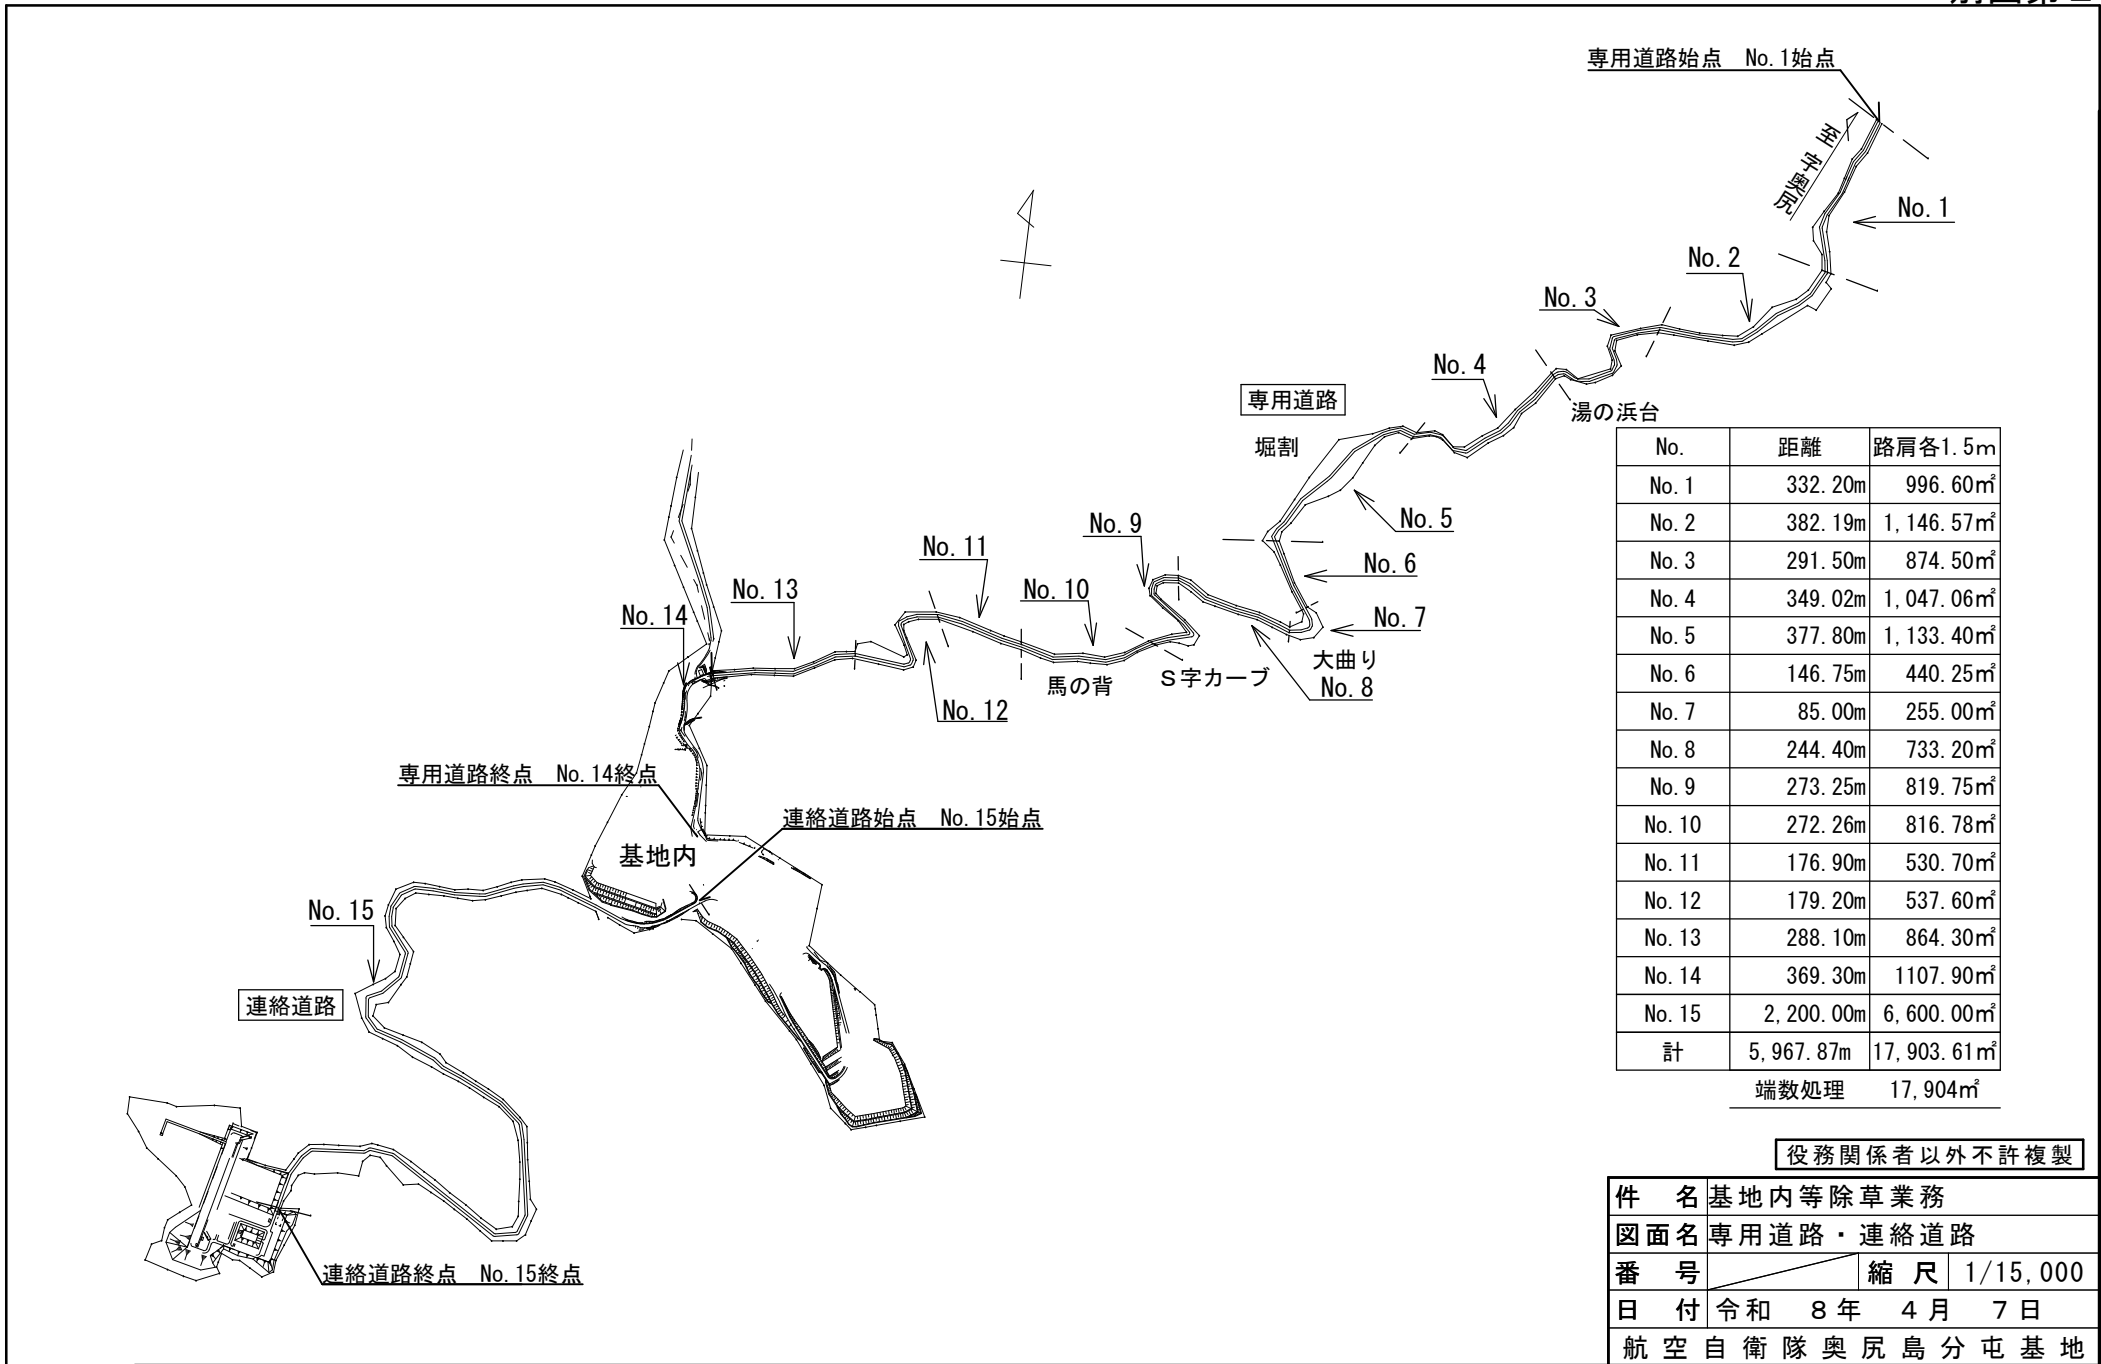 専用道路始点　No.1始点
至 字奥尻
No.1
No.2
No.3
No.4
専用道路
湯の浜台
堀割
No.5
No.9
No.11
No.6
No.10
No.13
No.14
No.7
大曲り
S字カーブ
馬の背
No.8
No.12
専用道路終点　No.14終点
連絡道路始点　No.15始点
基地内
No.15
連絡道路
連絡道路終点　No.15終点
No. 距離 路肩各1.5m
No.1 332.20m 996.60㎡
No.2 382.19m 1,146.57㎡
No.3 291.50m 874.50㎡
No.4 349.02m 1,047.06㎡
No.5 377.80m 1,133.40㎡
No.6 146.75m 440.25㎡
No.7 85.00m 255.00㎡
No.8 244.40m 733.20㎡
No.9 273.25m 819.75㎡
No.10 272.26m 816.78㎡
No.11 176.90m 530.70㎡
No.12 179.20m 537.60㎡
No.13 288.10m 864.30㎡
No.14 369.30m 1107.90㎡
No.15 2,200.00m 6,600.00㎡
計 5,967.87m 17,903.61㎡
端数処理 17,904㎡
役務関係者以外不許複製
件　名 基地内等除草業務
図面名 専用道路・連絡道路
番　号 縮尺 1/15,000
日　付 令和　8年　4月　7日
航空自衛隊奥尻島分屯基地